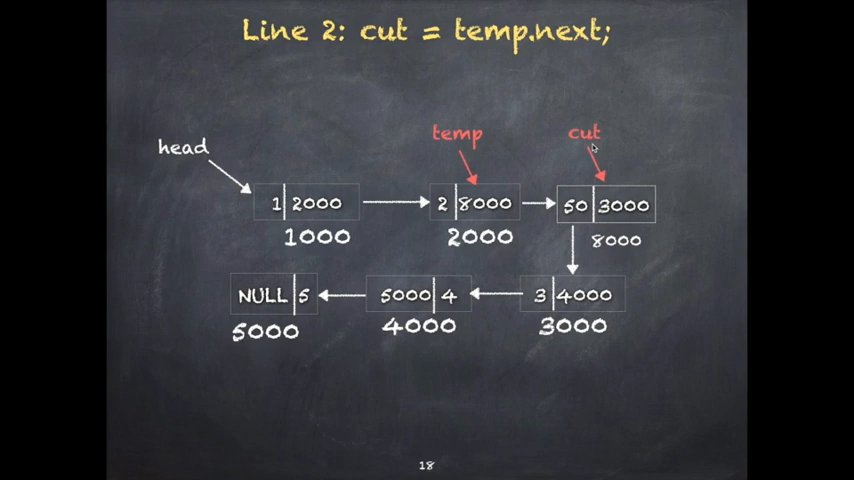 Line 2: cut = temp.next;
temp cut
head
1 2000 2 8000 50 3000
1000 2000 8000
NULL 5 5000 4 3 4000
5000 4000 3000
18